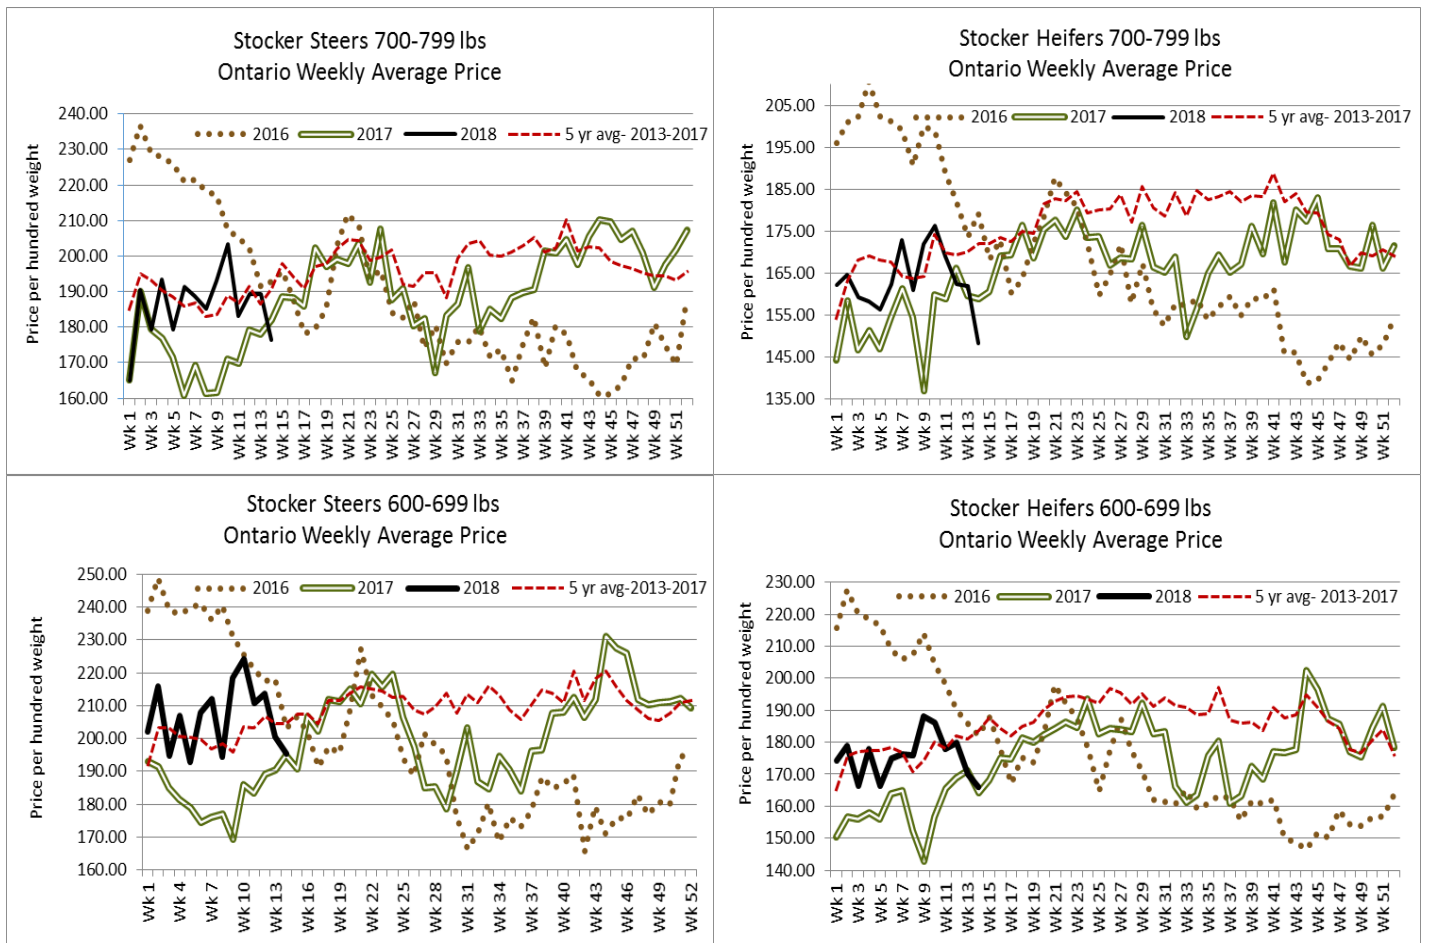 Stocker Steers 700-799 lbs
Ontario Weekly Average Price
Price per hundred weight
240.00
230.00
220.00
210.00
200.00
190.00
180.00
170.00
160.00
2016
2017
2018
5 yr avg- 2013-2017
Wk 1
Wk 3
Wk 5
Wk 7
Wk 9
Wk 11
Wk 13
Wk 15
Wk 17
Wk 19
Wk 21
Wk 23
Wk 25
Wk 27
Wk 29
Wk 31
Wk 33
Wk 35
Wk 37
Wk 39
Wk 41
Wk 43
Wk 45
Wk 47
Wk 49
Wk 51
Stocker Heifers 700-799 lbs
Ontario Weekly Average Price
Price per hundred weight
205.00
195.00
185.00
175.00
165.00
155.00
145.00
135.00
2016
2017
2018
5 yr avg- 2013-2017
Wk 1
Wk 3
Wk 5
Wk 7
Wk 9
Wk 11
Wk 13
Wk 15
Wk 17
Wk 19
Wk 21
Wk 23
Wk 25
Wk 27
Wk 29
Wk 31
Wk 33
Wk 35
Wk 37
Wk 39
Wk 41
Wk 43
Wk 45
Wk 47
Wk 49
Wk 51
Stocker Steers 600-699 lbs
Ontario Weekly Average Price
Price per hundred weight
250.00
240.00
230.00
220.00
210.00
200.00
190.00
180.00
170.00
160.00
2016
2017
2018
5 yr avg-2013-2017
Wk 1
Wk 4
Wk 7
Wk 10
Wk 13
Wk 16
Wk 19
Wk 22
Wk 25
Wk 28
Wk 31
Wk 34
Wk 37
Wk 40
Wk 43
Wk 46
Wk 49
Wk 52
Stocker Heifers 600-699 lbs
Ontario Weekly Average Price
Price per hundred weight
230.00
220.00
210.00
200.00
190.00
180.00
170.00
160.00
150.00
140.00
2016
2017
2018
5 yr avg- 2013-2017
Wk 1
Wk 3
Wk 5
Wk 7
Wk 9
Wk 11
Wk 13
Wk 15
Wk 17
Wk 19
Wk 21
Wk 23
Wk 25
Wk 27
Wk 29
Wk 31
Wk 33
Wk 35
Wk 37
Wk 39
Wk 41
Wk 43
Wk 45
Wk 47
Wk 49
Wk 51